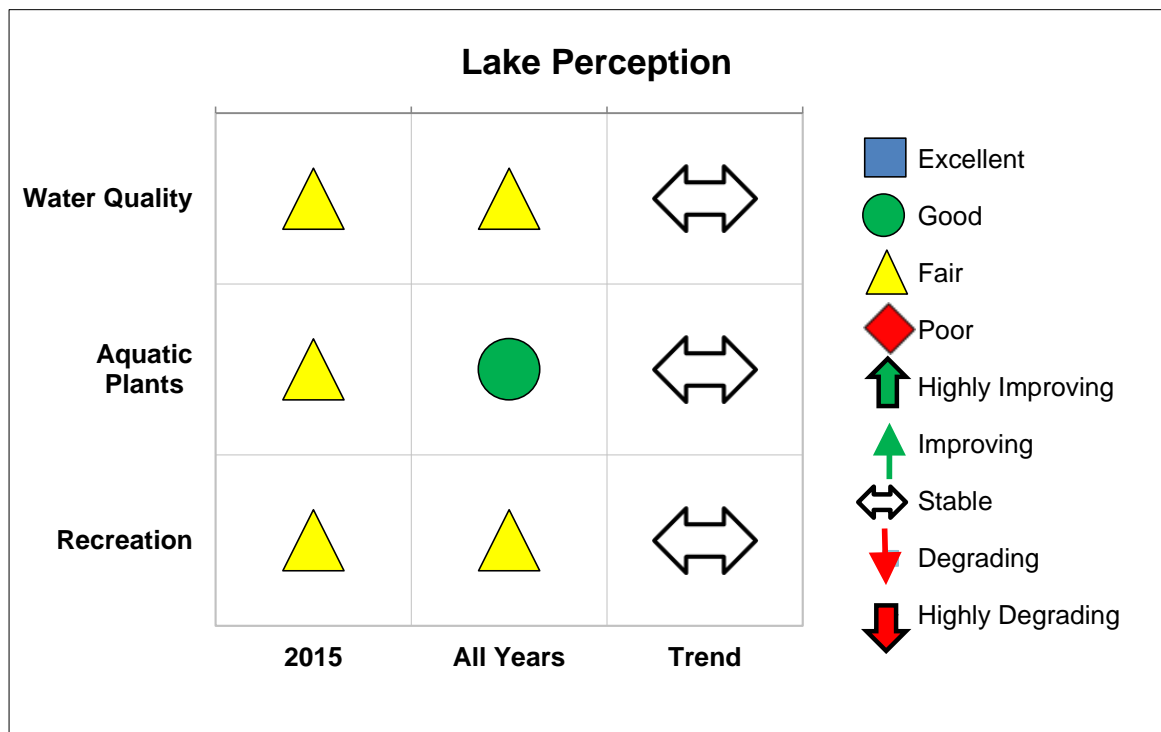 Lake Perception
Water Quality
Aquatic
Plants
Recreation
2015
All Years
Trend
Excellent
Good
Fair
Poor
Highly Improving
Improving
Stable
Degrading
Highly Degrading